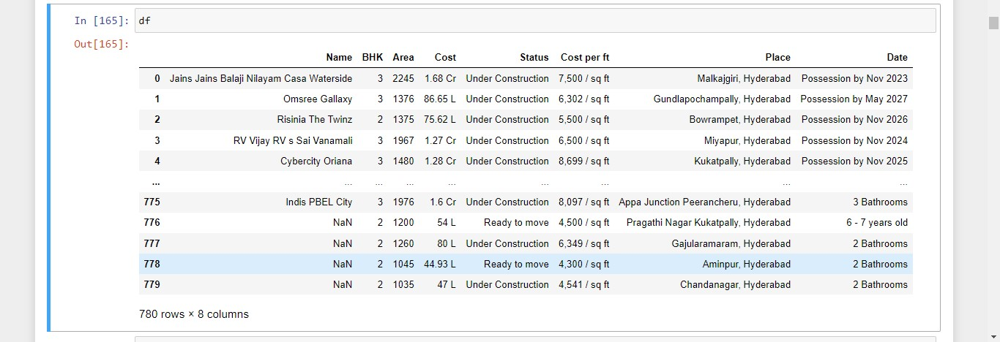 In [165]: df
Out[165]:
Name BHK Area Cost Status Cost per ft Place Date
0 Jains Jains Balaji Nilayam Casa Waterside 3 2245 1.68 Cr Under Construction 7,500 / sq ft Malkajgiri, Hyderabad Possession by Nov 2023
1 Omsree Gallaxy 3 1376 86.65 L Under Construction 6,302 / sq ft Gundlapochampally, Hyderabad Possession by May 2027
2 Risinia The Twinz 2 1375 75.62 L Under Construction 5,500 / sq ft Bowrampet, Hyderabad Possession by Nov 2026
3 RV Vijay RV s Sai Vanamali 3 1967 1.27 Cr Under Construction 6,500 / sq ft Miyapur, Hyderabad Possession by Nov 2024
4 Cybercity Oriana 3 1480 1.28 Cr Under Construction 8,699 / sq ft Kukatpally, Hyderabad Possession by Nov 2025
... ... ... ... ... ... ... ... ...
775 Indis PBEL City 3 1976 1.6 Cr Under Construction 8,097 / sq ft Appa Junction Peerancheru, Hyderabad 3 Bathrooms
776 NaN 2 1200 54 L Ready to move 4,500 / sq ft Pragathi Nagar Kukatpally, Hyderabad 6 - 7 years old
777 NaN 2 1260 80 L Under Construction 6,349 / sq ft Gajularamaram, Hyderabad 2 Bathrooms
778 NaN 2 1045 44.93 L Ready to move 4,300 / sq ft Aminpur, Hyderabad 2 Bathrooms
779 NaN 2 1035 47 L Under Construction 4,541 / sq ft Chandanagar, Hyderabad 2 Bathrooms
780 rows × 8 columns